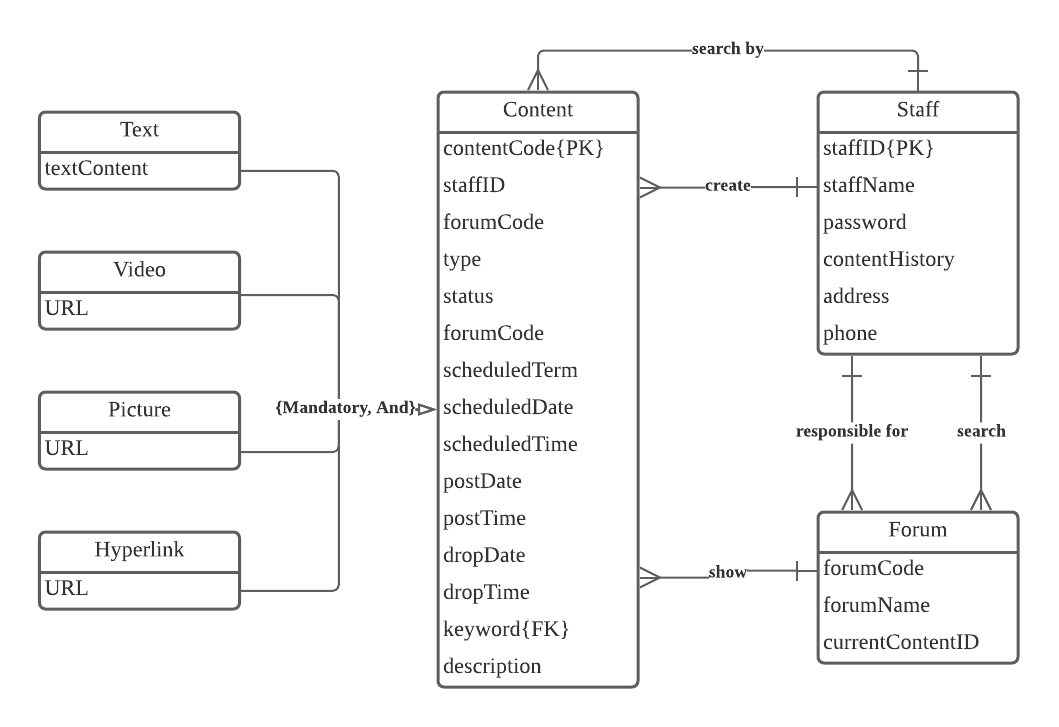 search by
Content
contentCode{PK}
staffID
forumCode
type
status
forumCode
scheduledTerm
scheduledDate
scheduledTime
postDate
postTime
dropDate
dropTime
keyword{FK}
description
Staff
staffID{PK}
staffName
password
contentHistory
address
phone
Text
textContent
Video
URL
Picture
URL
Hyperlink
URL
{Mandatory, And}
create
responsible for
search
show
Forum
forumCode
forumName
currentContentID